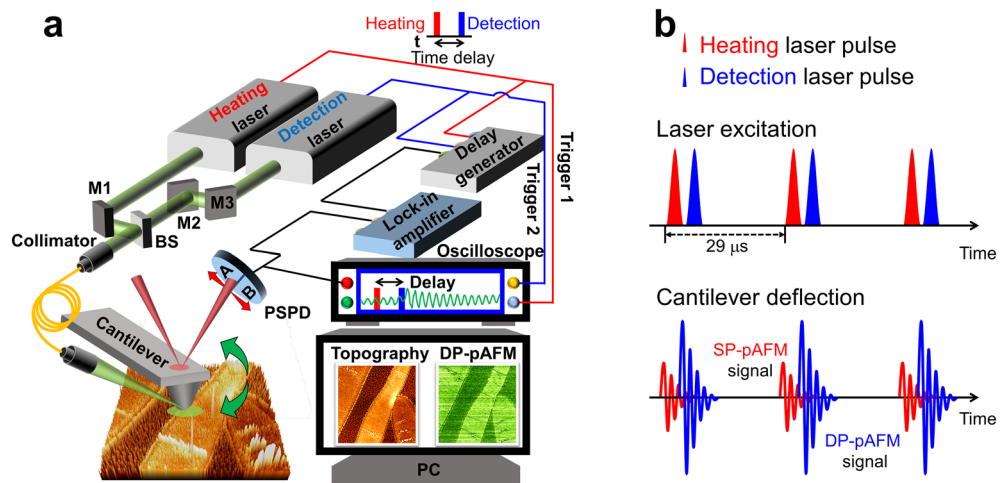 a
Heating
Detection
t
Time delay
Heating
laser
Detection
laser
Delay
generator
Trigger 1
Trigger 2
Lock-in
amplifier
M1
M2
M3
BS
Collimator
Oscilloscope
A
B
Delay
PSPD
Cantilever
Topography
DP-pAFM
PC
b
Heating laser pulse
Detection laser pulse
Laser excitation
29 μs
Time
Cantilever deflection
SP-pAFM
signal
Time
DP-pAFM
signal